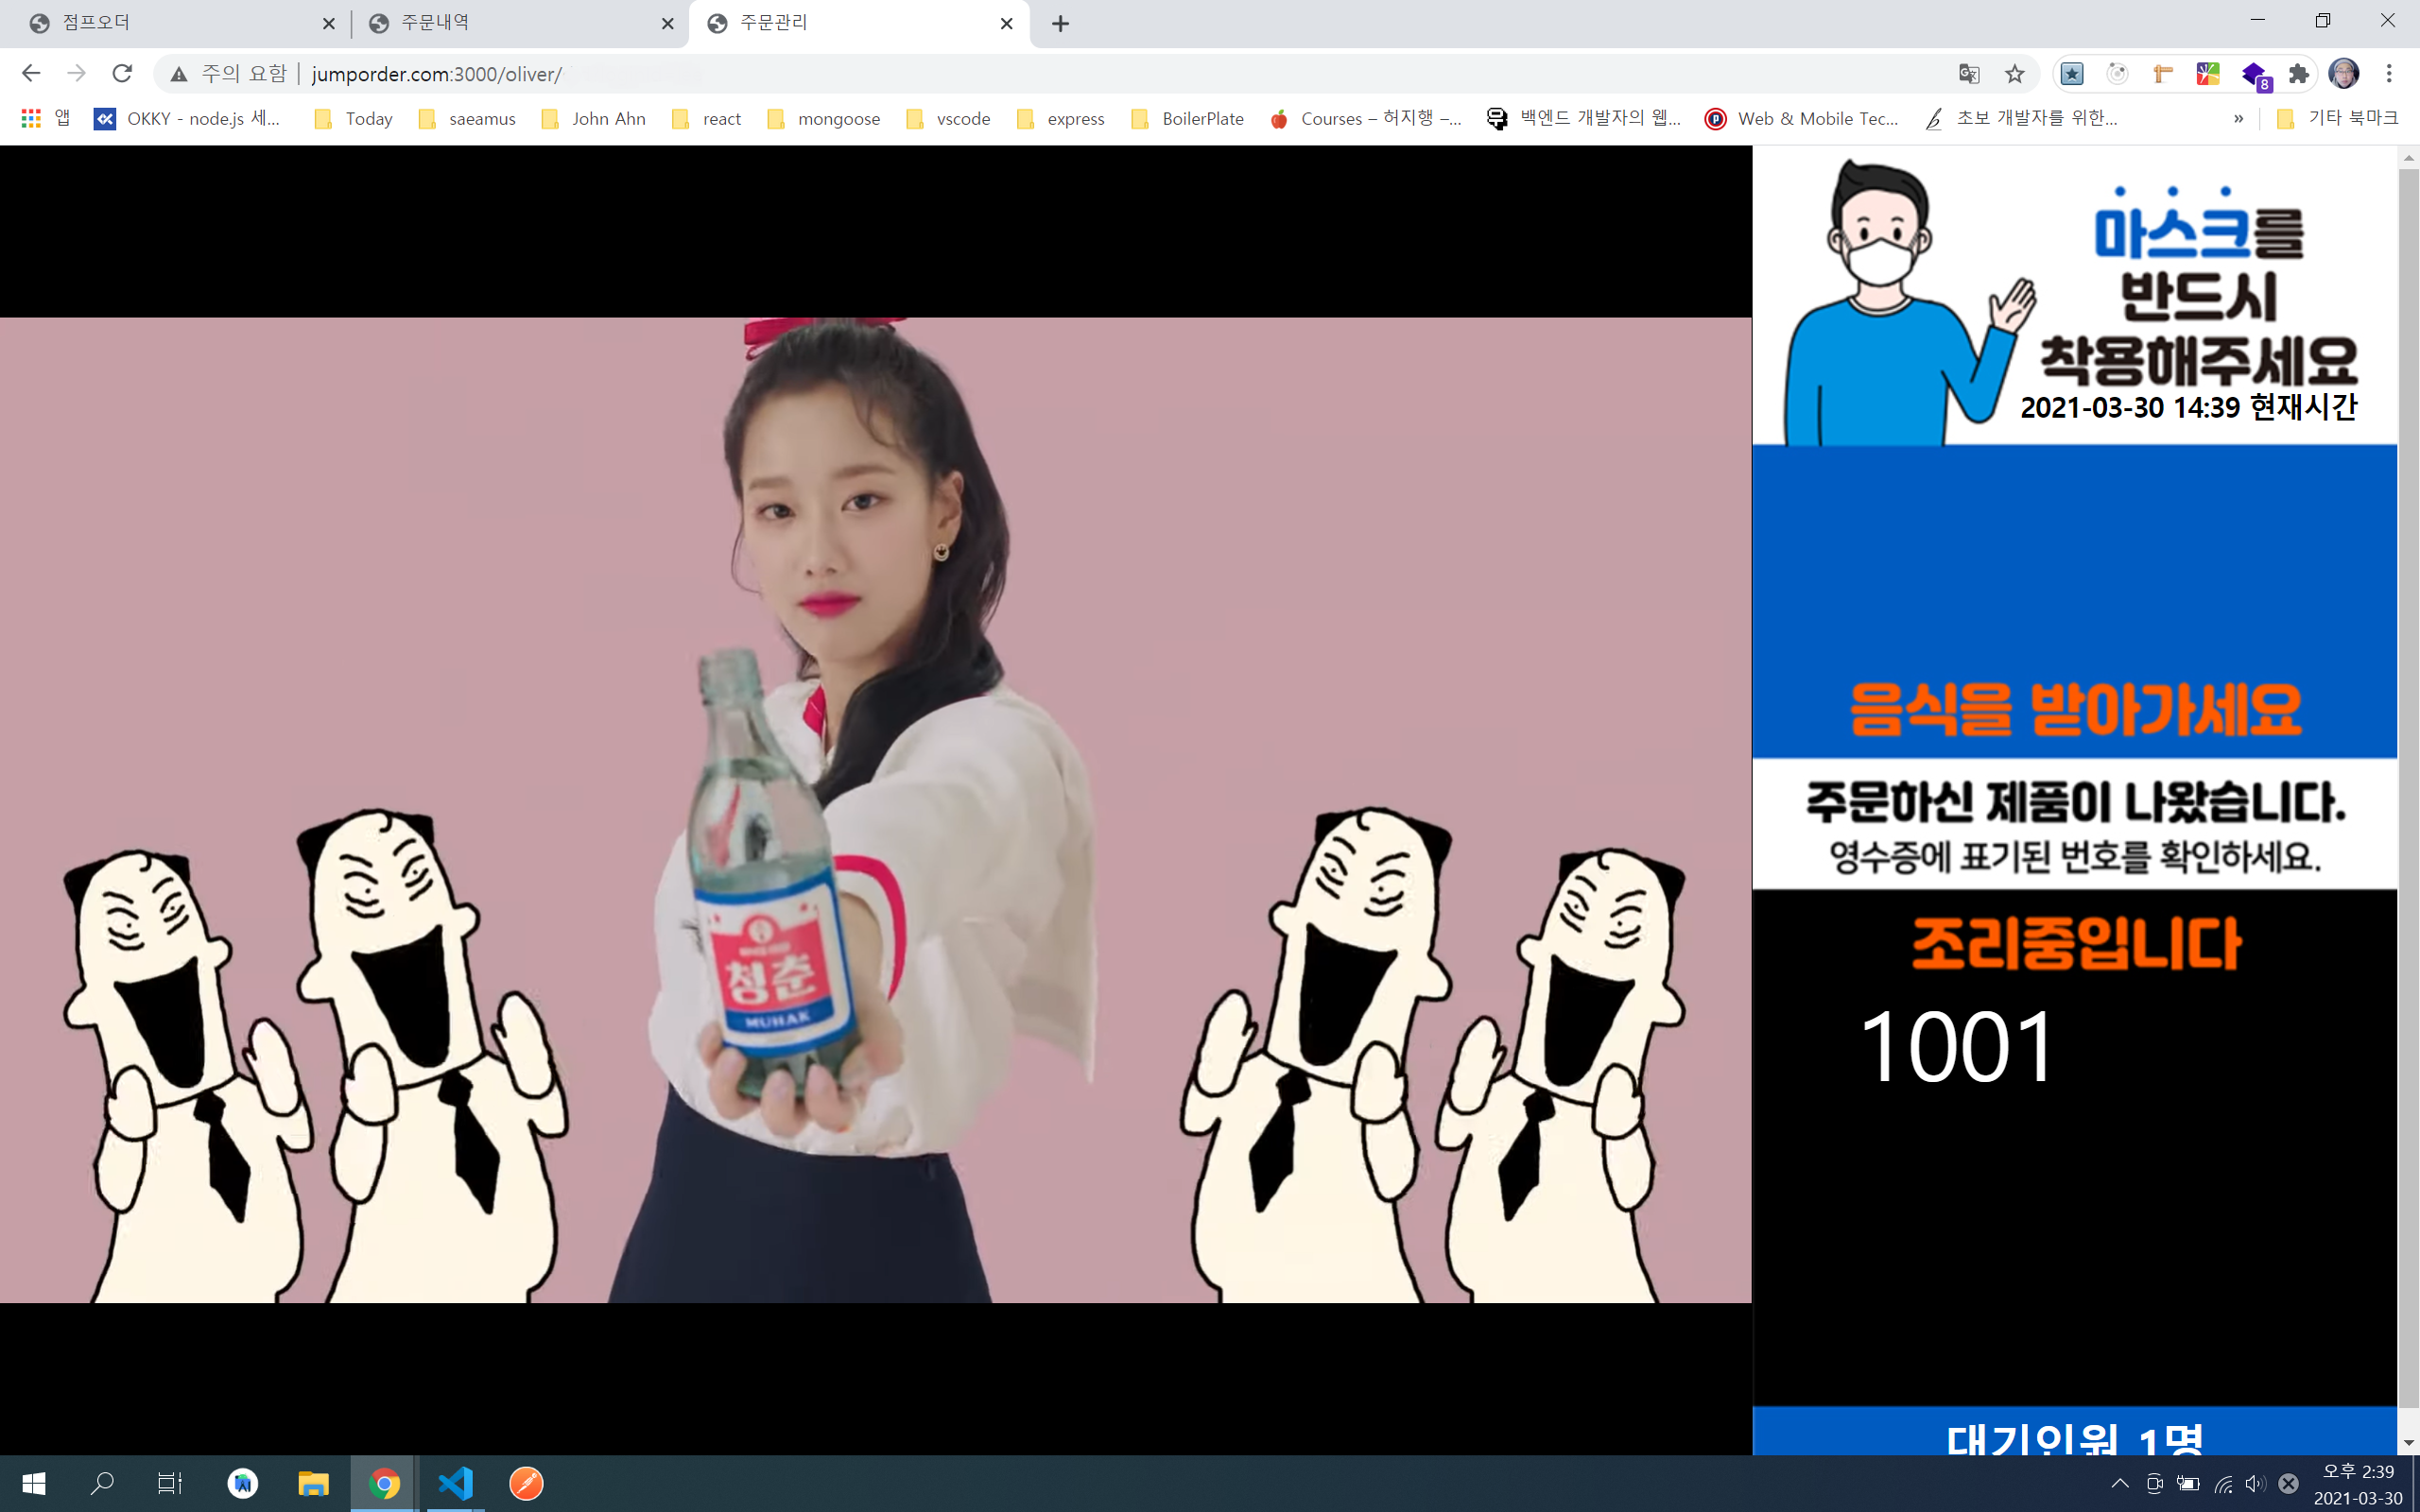 점프오더
주문내역
주문관리
주의 요함
jumporder.com:3000/oliver/
8
앱
OKKY - node.js 세...
Today
saeamus
John Ahn
react
mongoose
vscode
express
BoilerPlate
Courses – 허지행 –...
백엔드 개발자의 웹...
Web & Mobile Tec...
초보 개발자를 위한...
»
기타 북마크
마스크를
반드시
착용해주세요
2021-03-30 14:39 현재시간
음식을 받아가세요
주문하신 제품이 나왔습니다.
영수증에 표기된 번호를 확인하세요.
조리중입니다
1001
대기인원 1명
청춘
MUHAK
오후 2:39
2021-03-30